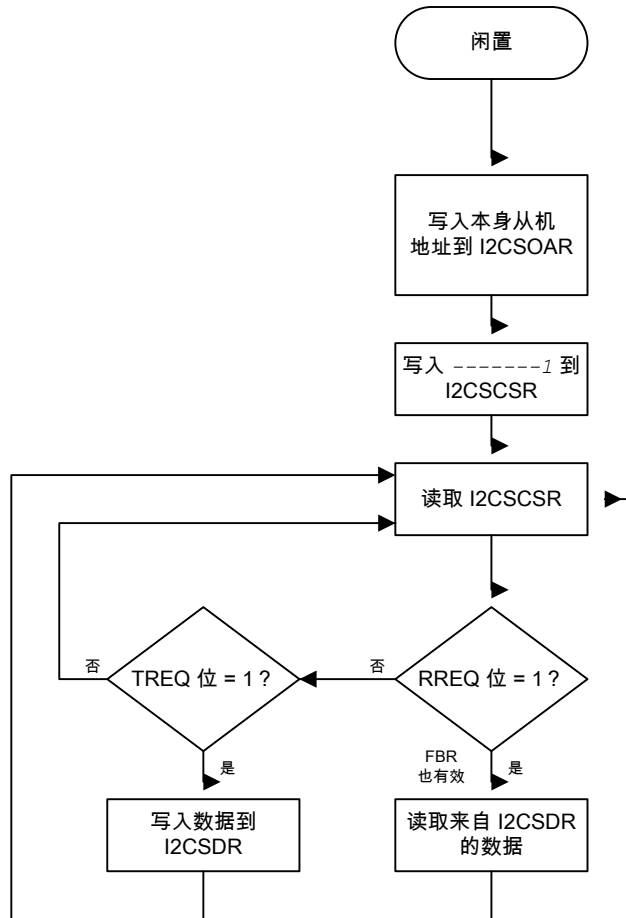 闲置
写入本身从机
地址到 I2CSOAR
写入 -------1 到
I2CSCSR
读取 I2CSCSR
否
TREQ 位 = 1？
否
RREQ 位 = 1？
是
FBR
也有效
是
写入数据到
I2CSDR
读取来自 I2CSDR
的数据